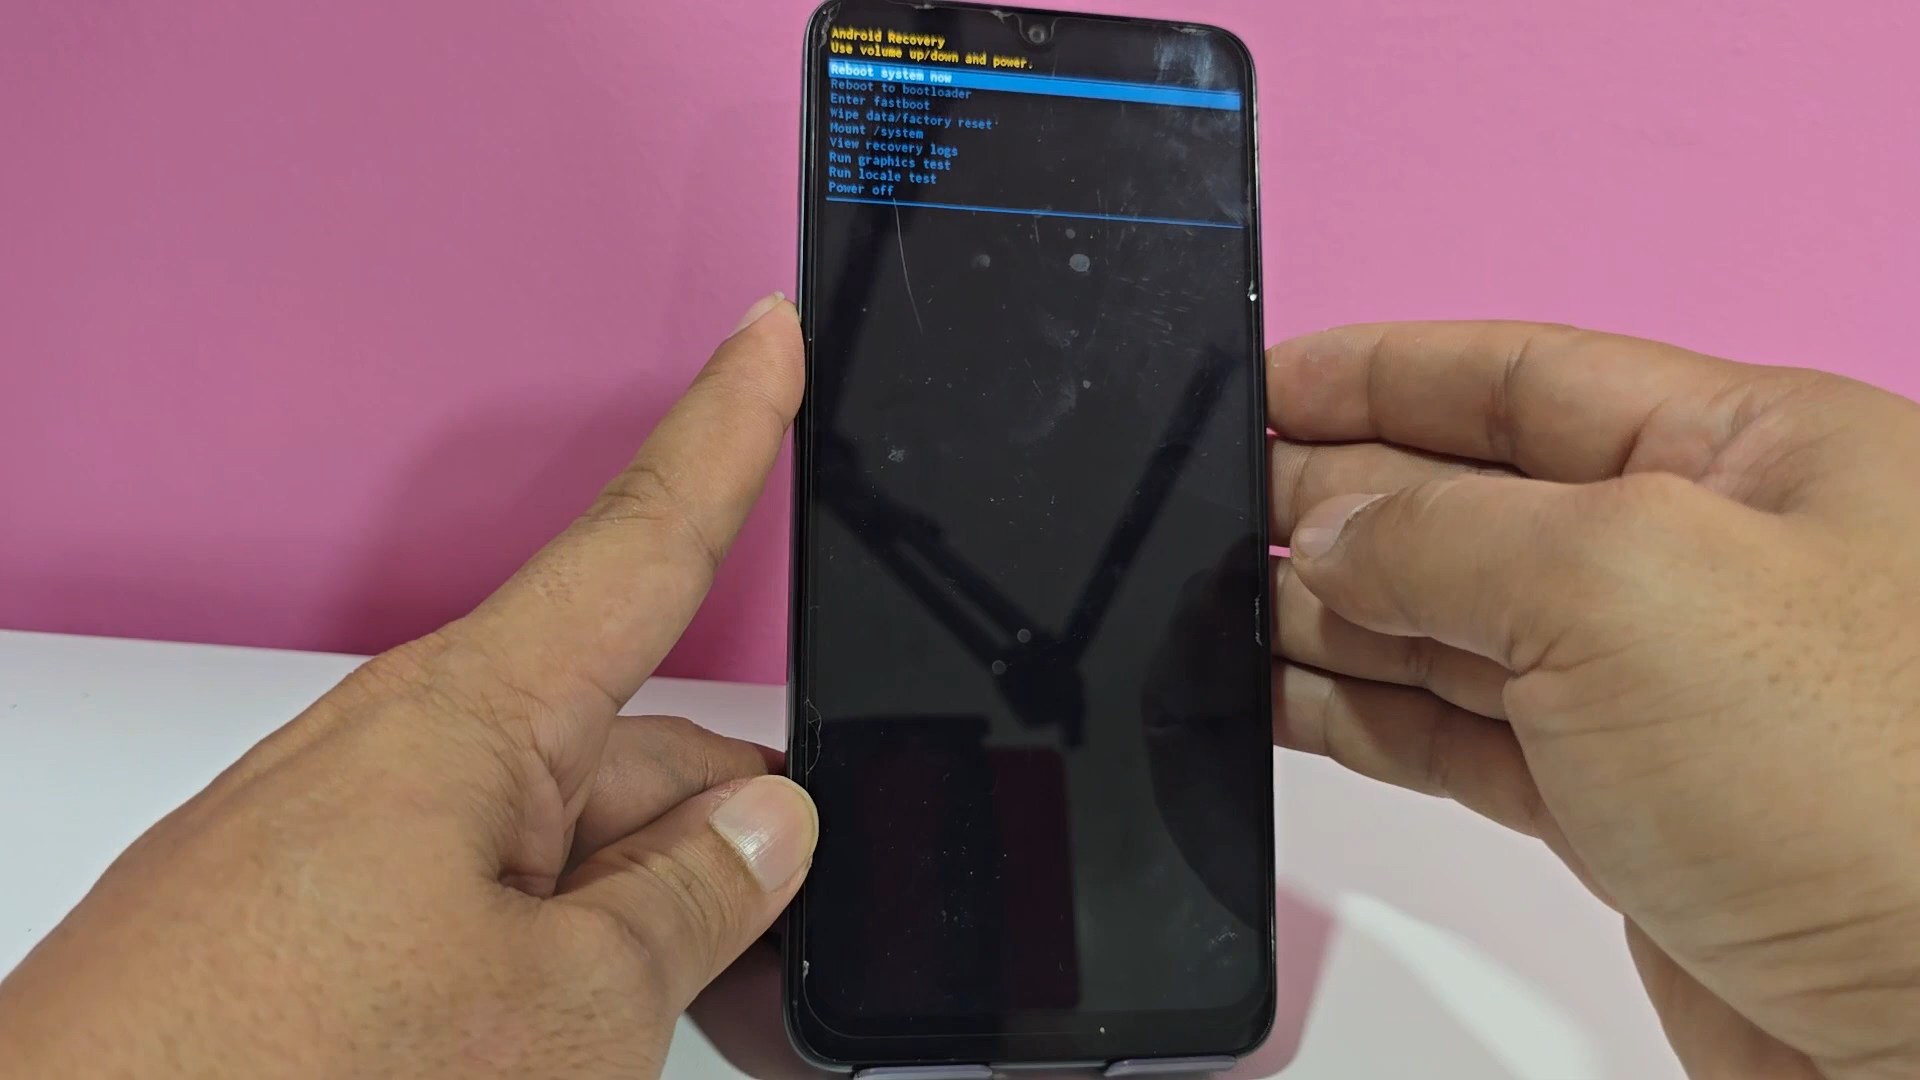 Android Recovery
Use volume up/down and power.
Reboot system now
Reboot to bootloader
Enter fastboot
Wipe data/factory reset
Mount /system
View recovery logs
Run graphics test
Run locale test
Power off